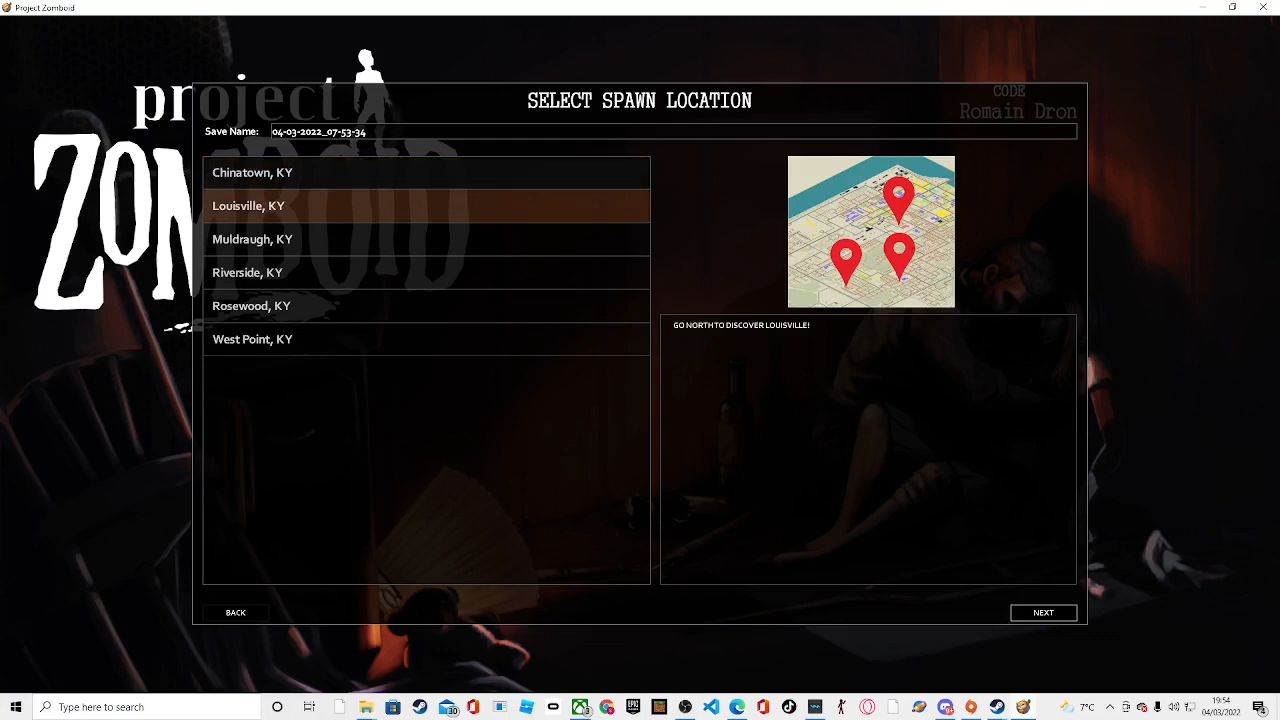 Project Zomboid
project
ZOMBOID
SELECT SPAWN LOCATION
CODE
Romain Dron
Save Name: 04-03-2022_07-53-34
Chinatown, KY
Louisville, KY
Muldraugh, KY
Riverside, KY
Rosewood, KY
West Point, KY
GO NORTH TO DISCOVER LOUISVILLE!
BACK
NEXT
Type here to search
30
EPIC
7°C
19:54
04/03/2022